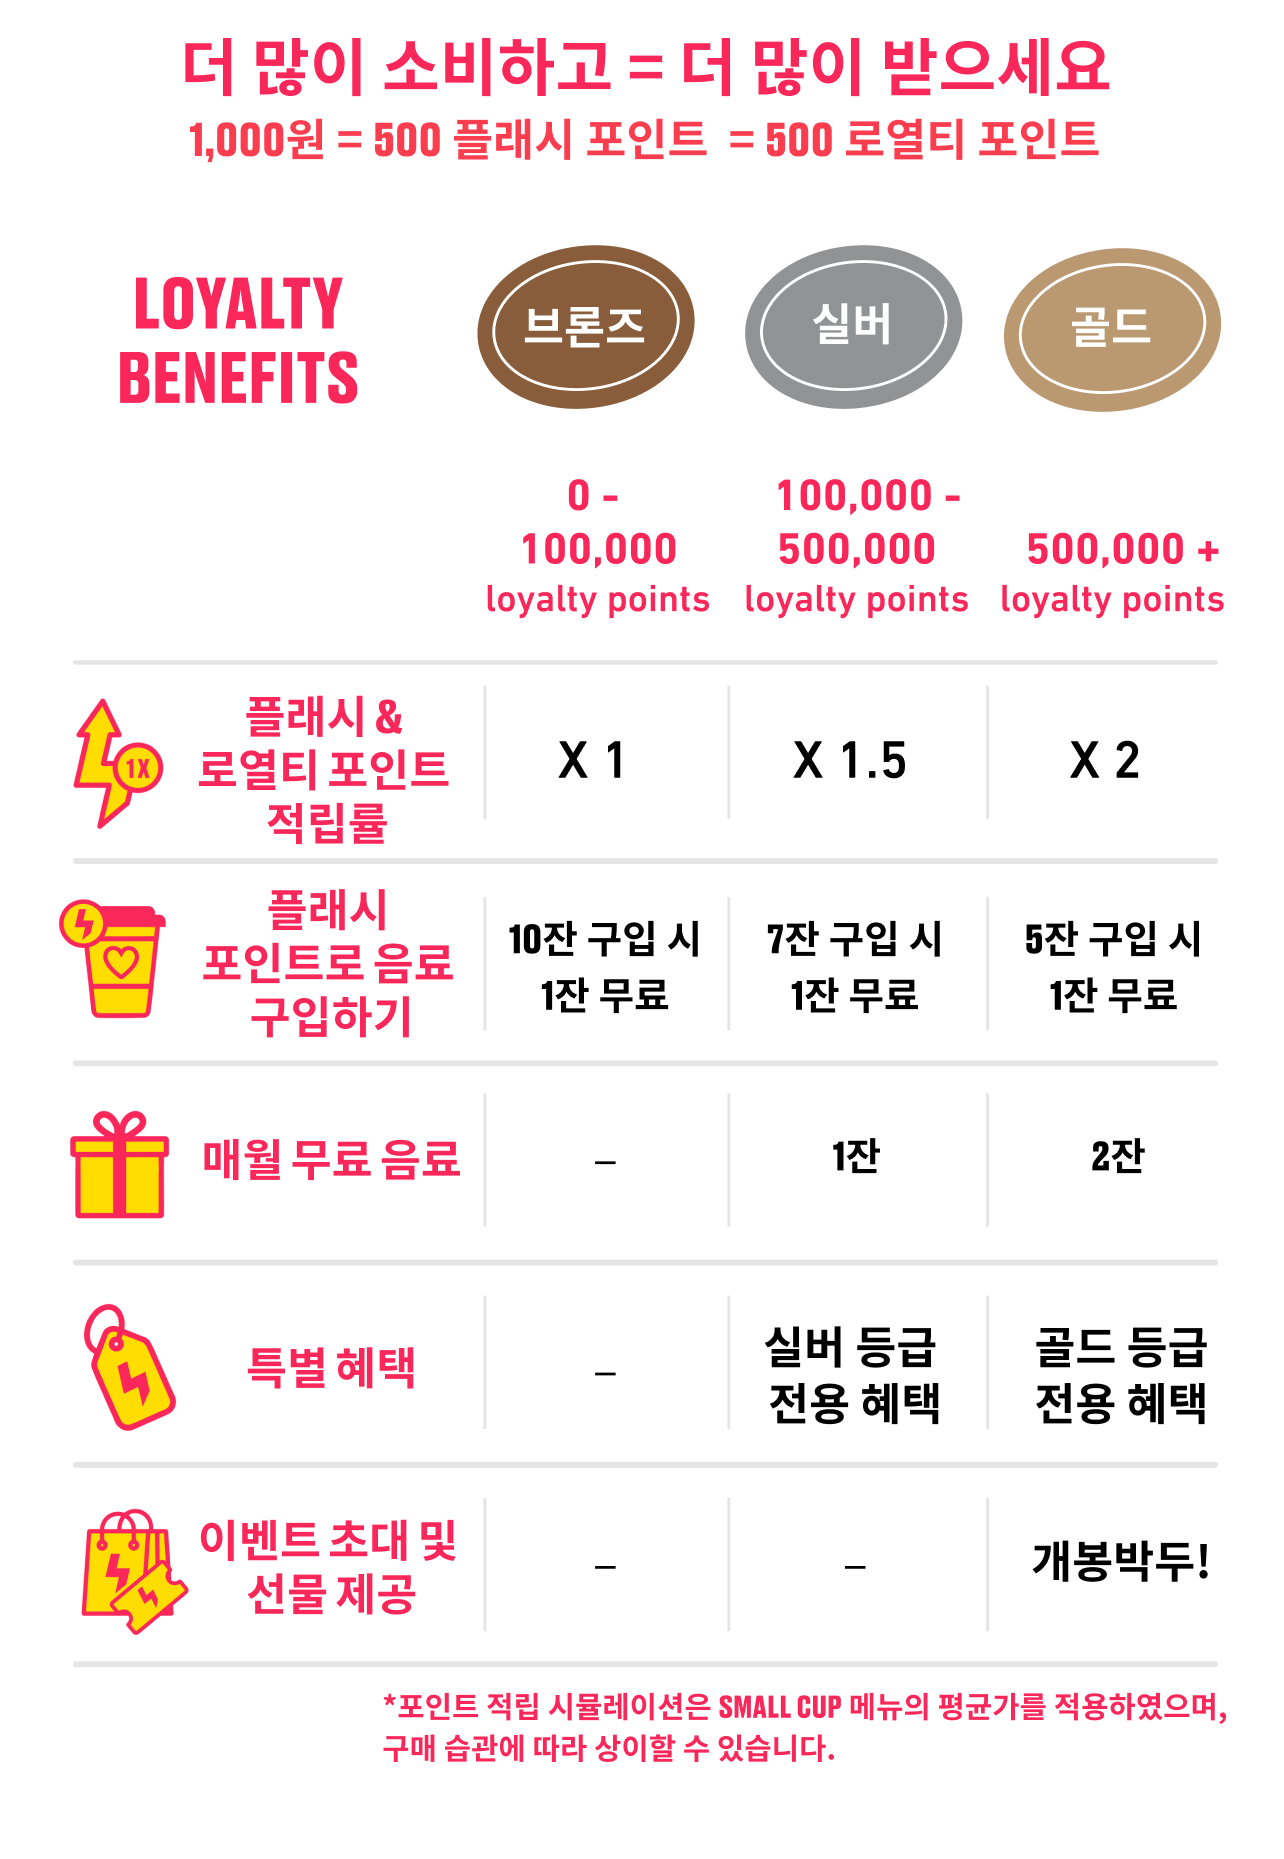 더 많이 소비하고 = 더 많이 받으세요
1,000원 = 500 플래시 포인트 = 500 로열티 포인트
LOYALTY
BENEFITS
브론즈
실버
골드
0 -
100,000
loyalty points
100,000 -
500,000
loyalty points
500,000 +
loyalty points
1X
플래시 &
로열티 포인트
적립률
X 1
X 1.5
X 2
플래시
포인트로 음료
구입하기
10잔 구입 시
1잔 무료
7잔 구입 시
1잔 무료
5잔 구입 시
1잔 무료
매월 무료 음료
–
1잔
2잔
특별 혜택
–
실버 등급
전용 혜택
골드 등급
전용 혜택
이벤트 초대 및
선물 제공
–
–
개봉박두!
*포인트 적립 시뮬레이션은 SMALL CUP 메뉴의 평균가를 적용하였으며,
구매 습관에 따라 상이할 수 있습니다.